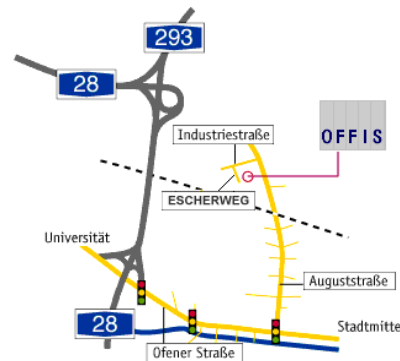 293
28
Industriestraße
OFFIS
ESCHERWEG
Universität
Auguststraße
28
Stadtmitte
Ofener Straße